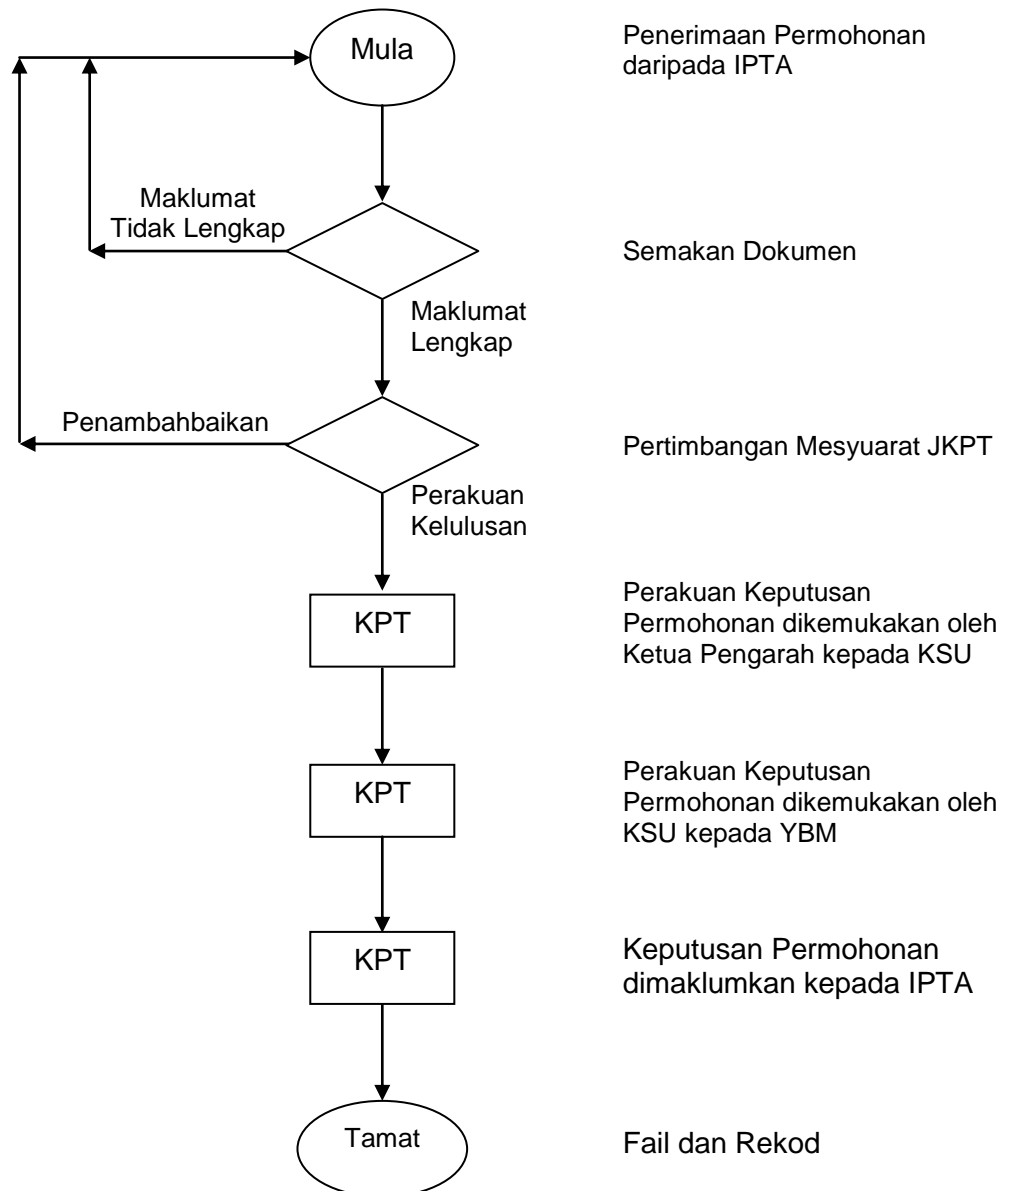 Mula
Penerimaan Permohonan
daripada IPTA
Maklumat
Tidak Lengkap
Semakan Dokumen
Maklumat
Lengkap
Penambahbaikan
Pertimbangan Mesyuarat JKPT
Perakuan
Kelulusan
KPT
Perakuan Keputusan
Permohonan dikemukakan oleh
Ketua Pengarah kepada KSU
KPT
Perakuan Keputusan
Permohonan dikemukakan oleh
KSU kepada YBM
KPT
Keputusan Permohonan
dimaklumkan kepada IPTA
Tamat
Fail dan Rekod